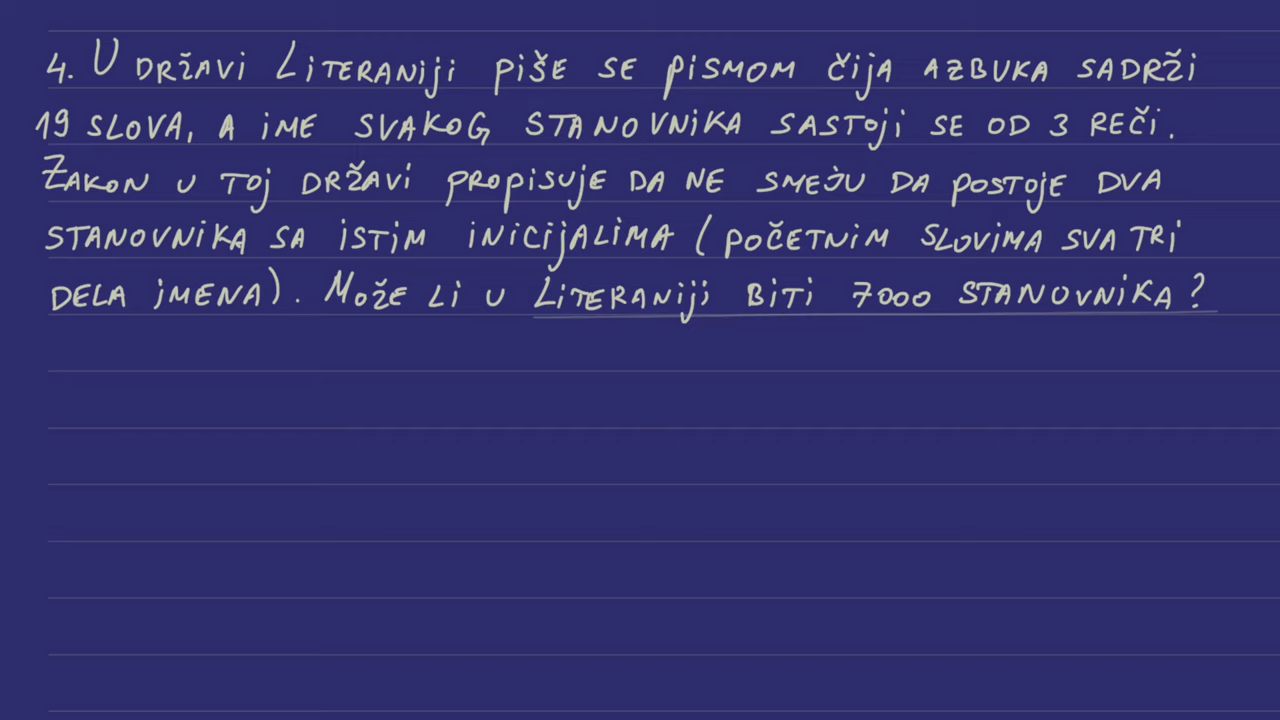 4. U DRŽAVI LITERANIJI PIŠE SE PISMOM ČIJA AZBUKA SADRŽI
19 SLOVA, A IME SVAKOG STANOVNIKA SASTOJI SE OD 3 REČI.
ZAKON U TOJ DRŽAVI PROPISUJE DA NE SMEJU DA POSTOJE DVA
STANOVNIKA SA ISTIM INICIJALIMA (POČETNIM SLOVIMA SVA TRI
DELA IMENA). MOŽE LI U LITERANIJI BITI 7000 STANOVNIKA?